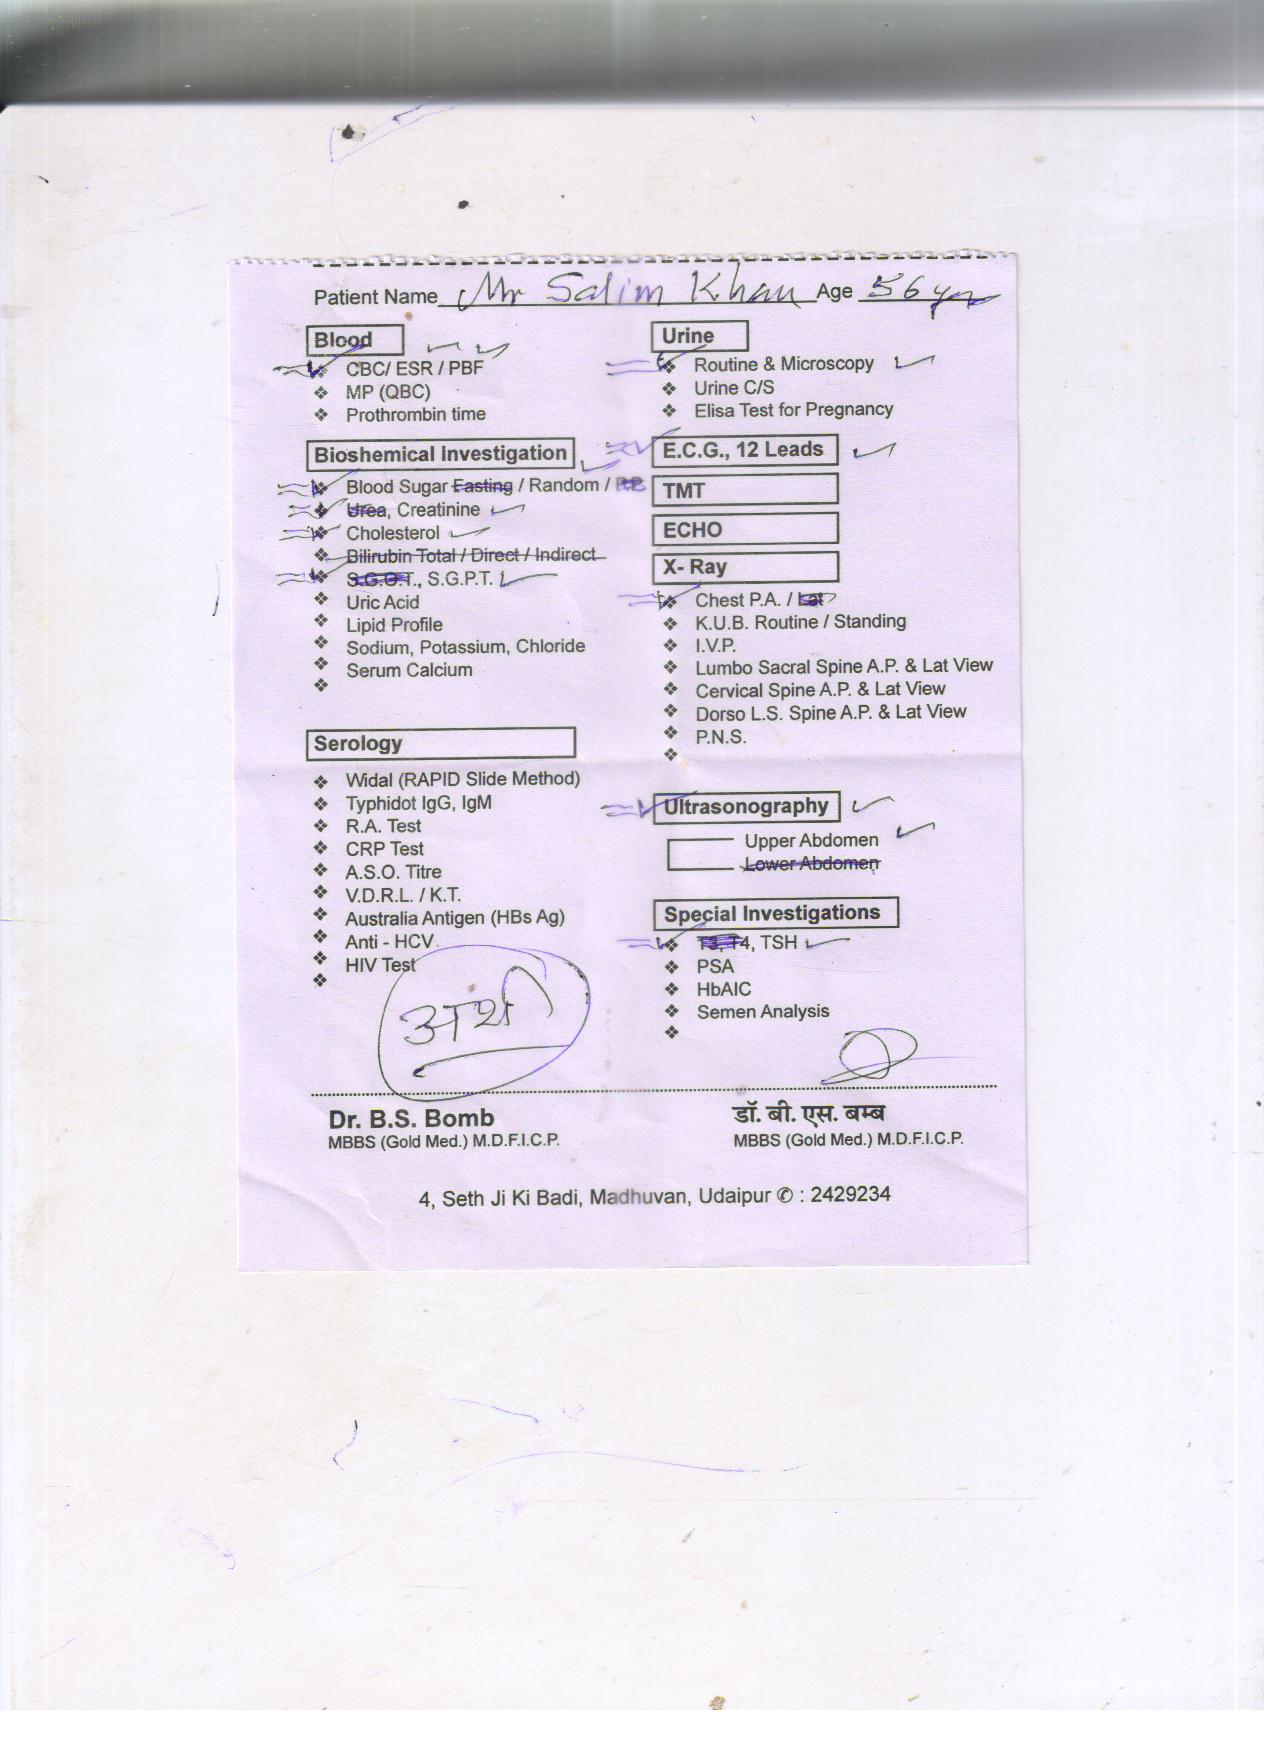 Patient Name Mr Salim Khan Age 56 yrs
Blood
CBC/ ESR / PBF
MP (QBC)
Prothrombin time
Bioshemical Investigation
Blood Sugar Easting / Random / P.P.
Urea, Creatinine
Cholesterol
Bilirubin Total / Direct / Indirect
S.G.O.T., S.G.P.T.
Uric Acid
Lipid Profile
Sodium, Potassium, Chloride
Serum Calcium
Serology
Widal (RAPID Slide Method)
Typhidot IgG, IgM
R.A. Test
CRP Test
A.S.O. Titre
V.D.R.L. / K.T.
Australia Antigen (HBs Ag)
Anti - HCV
HIV Test
Urine
Routine & Microscopy
Urine C/S
Elisa Test for Pregnancy
E.C.G., 12 Leads
TMT
ECHO
X- Ray
Chest P.A. / Lat
K.U.B. Routine / Standing
I.V.P.
Lumbo Sacral Spine A.P. & Lat View
Cervical Spine A.P. & Lat View
Dorso L.S. Spine A.P. & Lat View
P.N.S.
Ultrasonography
Upper Abdomen
Lower Abdomen
Special Investigations
T3, T4, TSH
PSA
HbAIC
Semen Analysis
Dr. B.S. Bomb
MBBS (Gold Med.) M.D.F.I.C.P.
डॉ. बी. एस. बम्ब
MBBS (Gold Med.) M.D.F.I.C.P.
4, Seth Ji Ki Badi, Madhuvan, Udaipur ✆ : 2429234